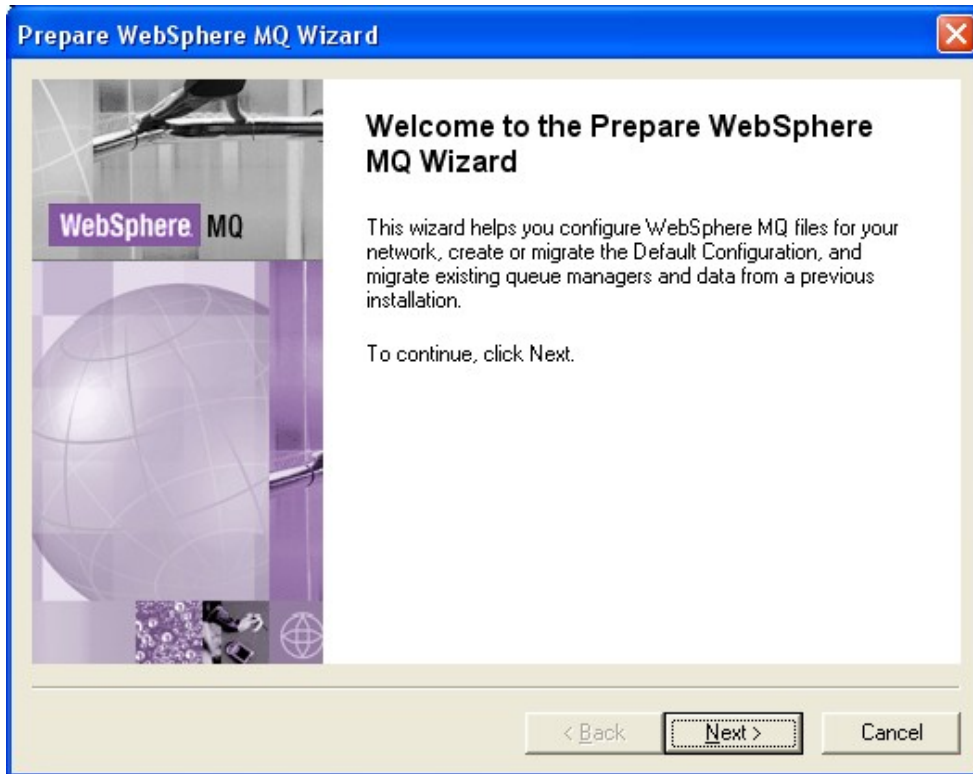 Prepare WebSphere MQ Wizard
WebSphere MQ
Welcome to the Prepare WebSphere
MQ Wizard
This wizard helps you configure WebSphere MQ files for your
network, create or migrate the Default Configuration, and
migrate existing queue managers and data from a previous
installation.
To continue, click Next.
< Back
Next >
Cancel